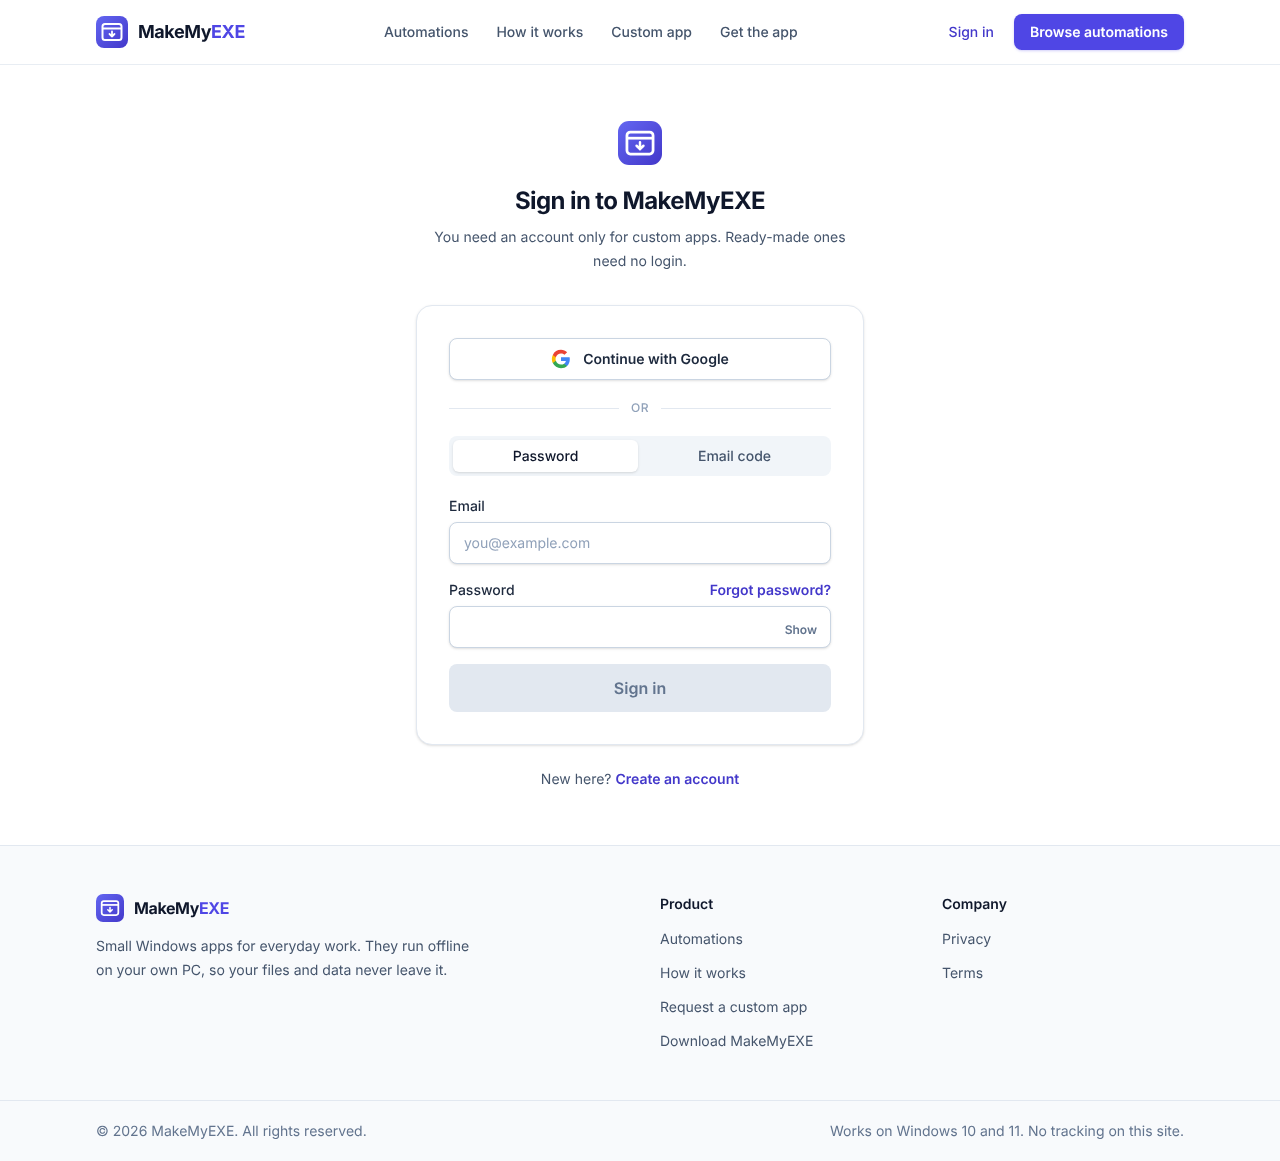 MakeMyEXE
Automations
How it works
Custom app
Get the app
Sign in
Browse automations
Sign in to MakeMyEXE
You need an account only for custom apps. Ready-made ones
need no login.
Continue with Google
OR
Password
Email code
Email
you@example.com
Password
Forgot password?
Show
Sign in
New here? Create an account
MakeMyEXE
Small Windows apps for everyday work. They run offline
on your own PC, so your files and data never leave it.
Product
Automations
How it works
Request a custom app
Download MakeMyEXE
Company
Privacy
Terms
© 2026 MakeMyEXE. All rights reserved.
Works on Windows 10 and 11. No tracking on this site.